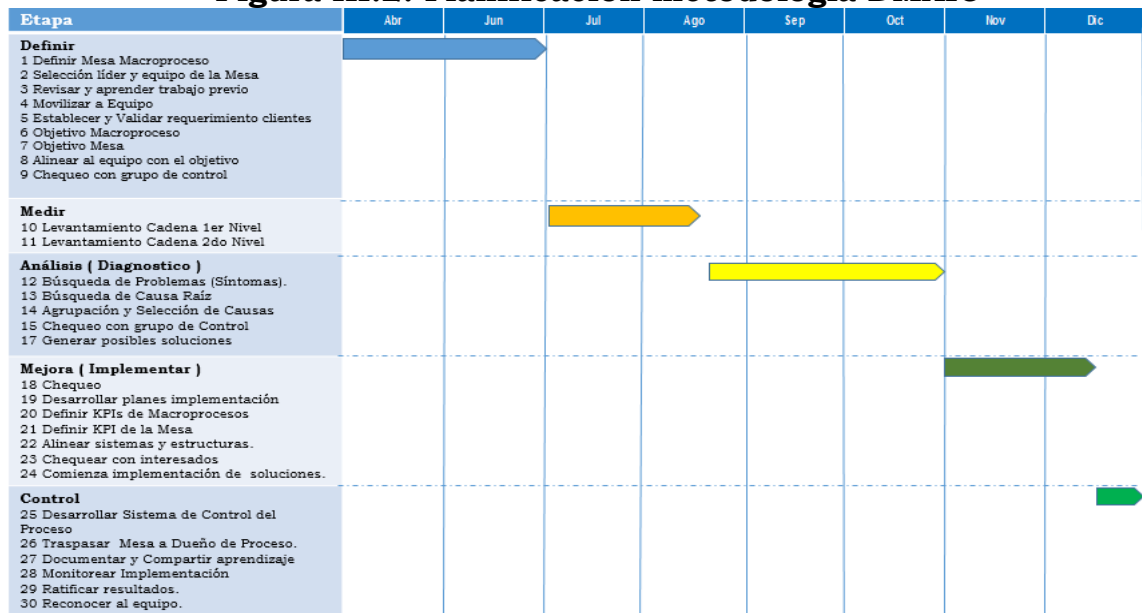 Figura III.2: Planificación metodología DMAIC
Etapa Abr Jun Jul Ago Sep Oct Nov Dic
Definir
1 Definir Mesa Macroproceso
2 Selección líder y equipo de la Mesa
3 Revisar y aprender trabajo previo
4 Movilizar a Equipo
5 Establecer y Validar requerimiento clientes
6 Objetivo Macroproceso
7 Objetivo Mesa
8 Alinear al equipo con el objetivo
9 Chequeo con grupo de control
Medir
10 Levantamiento Cadena 1er Nivel
11 Levantamiento Cadena 2do Nivel
Análisis ( Diagnostico )
12 Búsqueda de Problemas (Síntomas).
13 Búsqueda de Causa Raíz
14 Agrupación y Selección de Causas
15 Chequeo con grupo de Control
17 Generar posibles soluciones
Mejora ( Implementar )
18 Chequeo
19 Desarrollar planes implementación
20 Definir KPIs de Macroprocesos
21 Definir KPI de la Mesa
22 Alinear sistemas y estructuras.
23 Chequear con interesados
24 Comienza implementación de soluciones.
Control
25 Desarrollar Sistema de Control del
Proceso
26 Traspasar Mesa a Dueño de Proceso.
27 Documentar y Compartir aprendizaje
28 Monitorear Implementación
29 Ratificar resultados.
30 Reconocer al equipo.